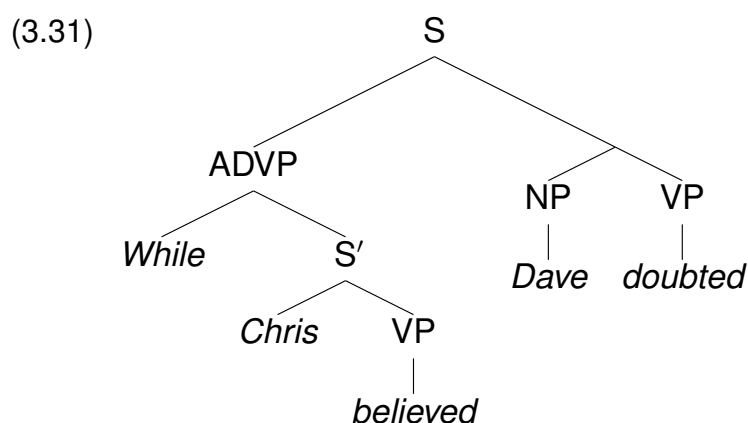 (3.31) S
ADVP
NP VP
While S′ Dave doubted
Chris VP
believed